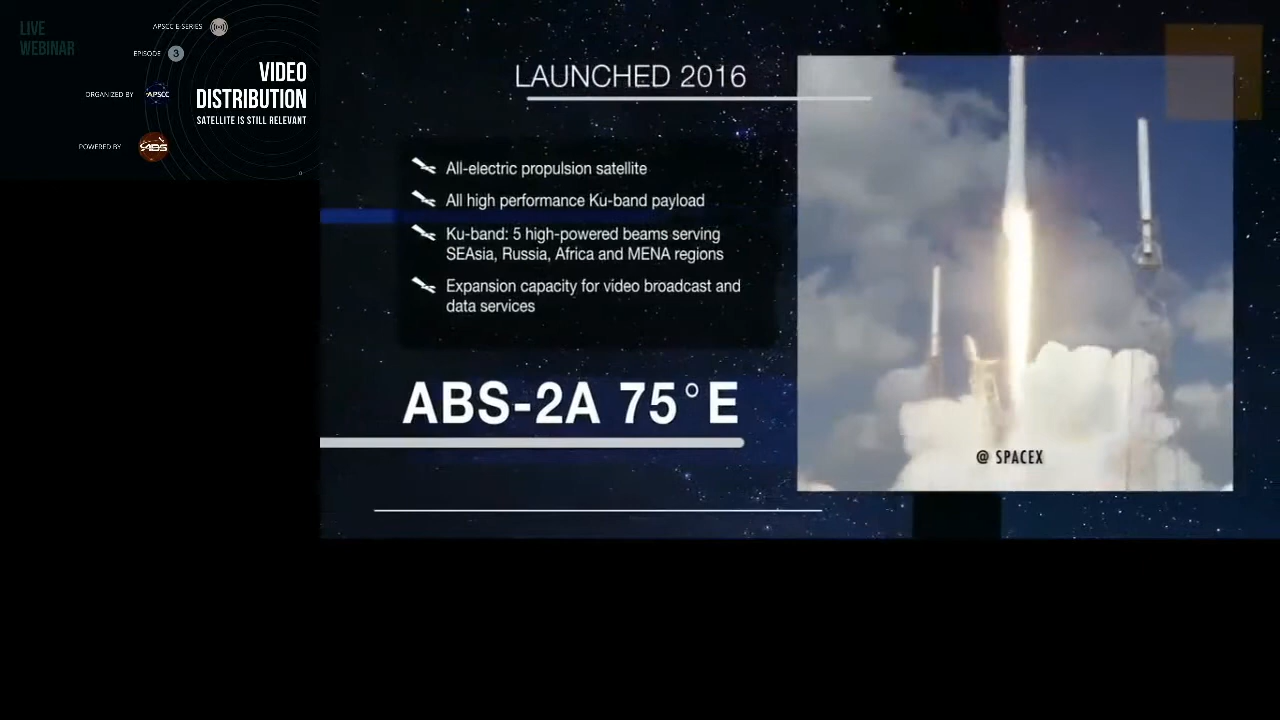 LIVE
WEBINAR
APSCC E-SERIES
EPISODE 3
VIDEO
DISTRIBUTION
SATELLITE IS STILL RELEVANT
ORGANIZED BY APSCC
POWERED BY ABS
LAUNCHED 2016
All-electric propulsion satellite
All high performance Ku-band payload
Ku-band: 5 high-powered beams serving
SEAsia, Russia, Africa and MENA regions
Expansion capacity for video broadcast and
data services
ABS-2A 75°E
@ SPACEX